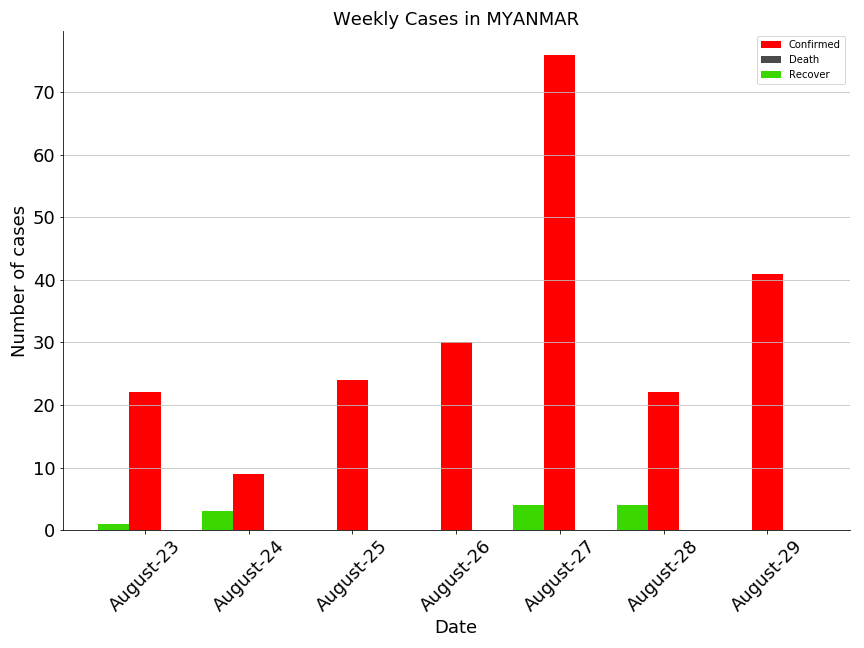 Weekly Cases in MYANMAR
Confirmed
Death
Recover
Number of cases
70
60
50
40
30
20
10
0
August-23
August-24
August-25
August-26
August-27
August-28
August-29
Date